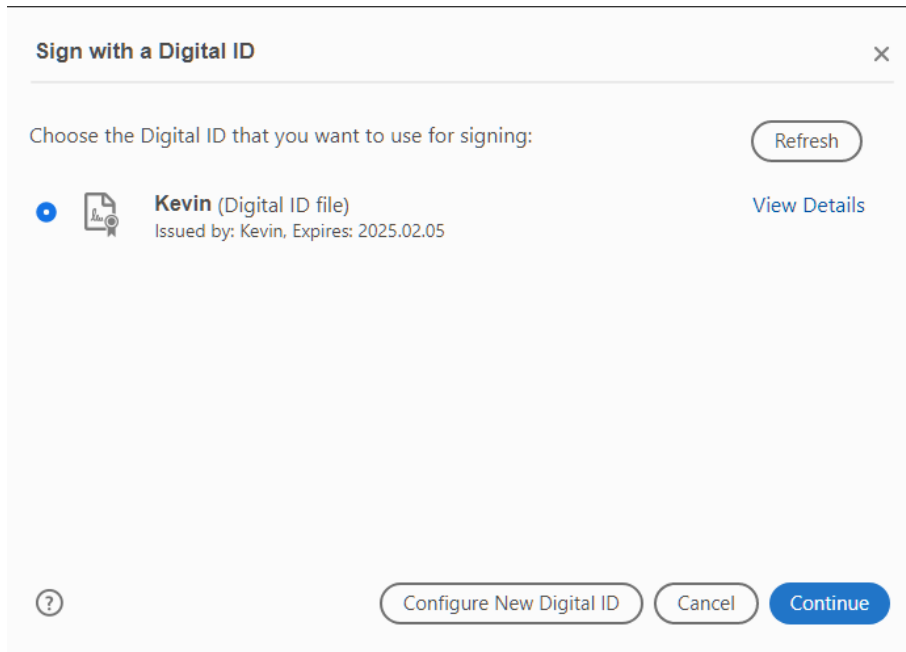 Sign with a Digital ID
Choose the Digital ID that you want to use for signing:
Refresh
Kevin (Digital ID file)
View Details
Issued by: Kevin, Expires: 2025.02.05
?
Configure New Digital ID
Cancel
Continue